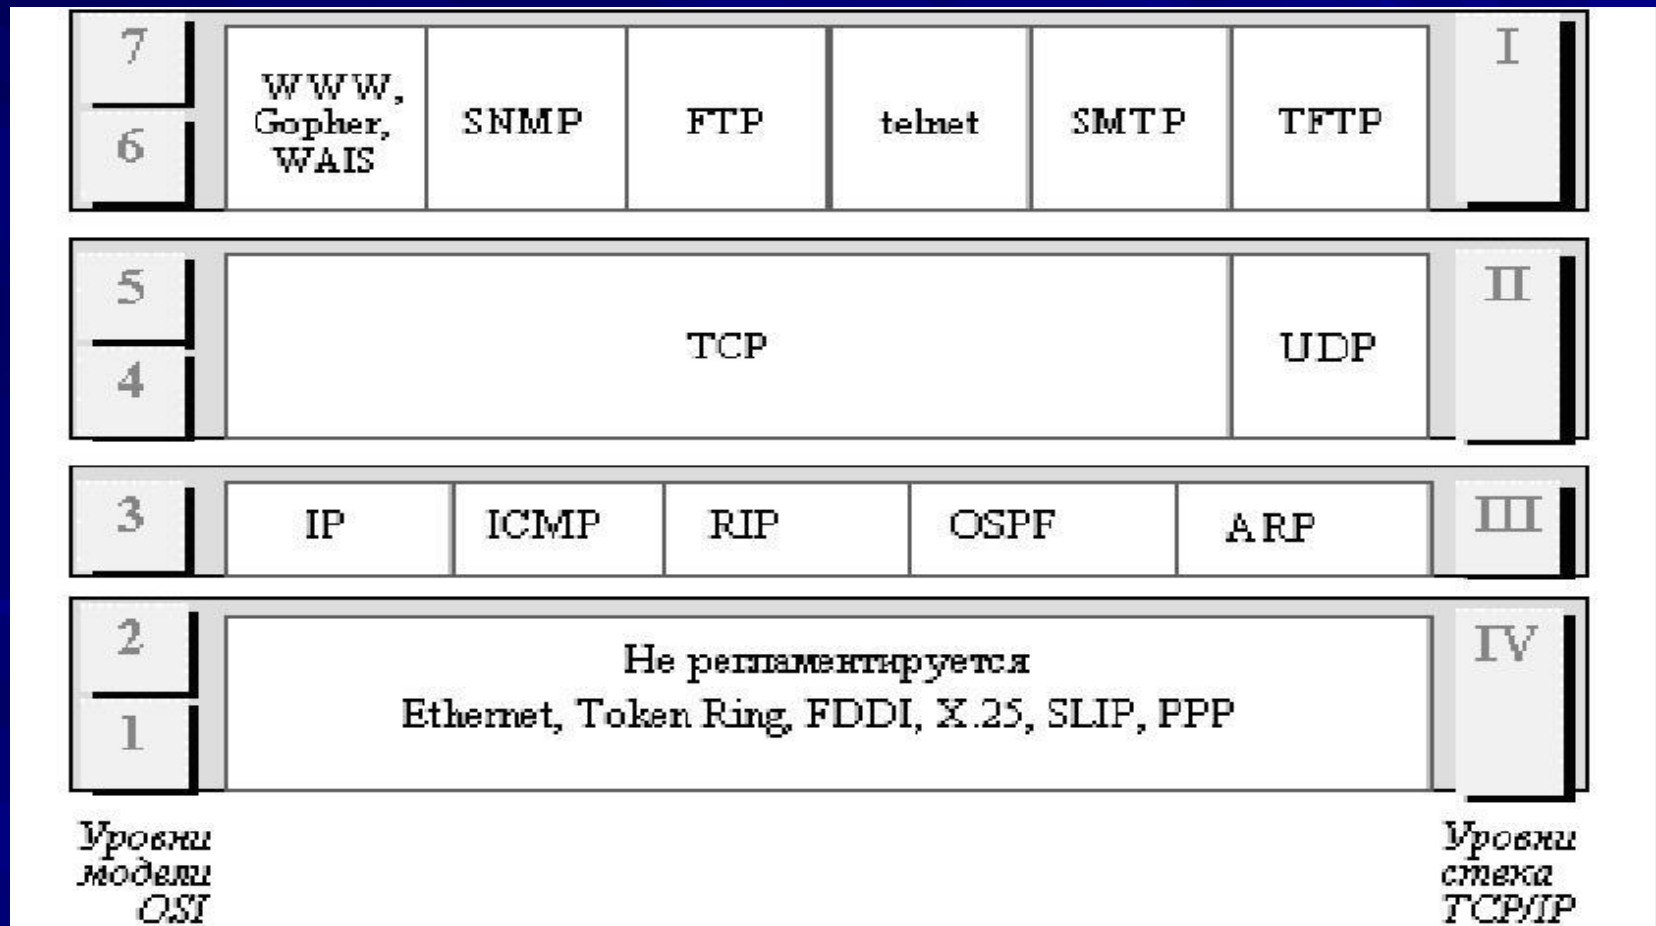 7
6
WWW,
Gopher,
WAIS
SNMP
FTP
telnet
SMTP
TFTP
I
5
4
TCP
UDP
II
3
IP
ICMP
RIP
OSPF
ARP
III
2
1
Не регламентируется
Ethernet, Token Ring, FDDI, X.25, SLIP, PPP
IV
Уровни
модели
OSI
Уровни
стека
TCP/IP